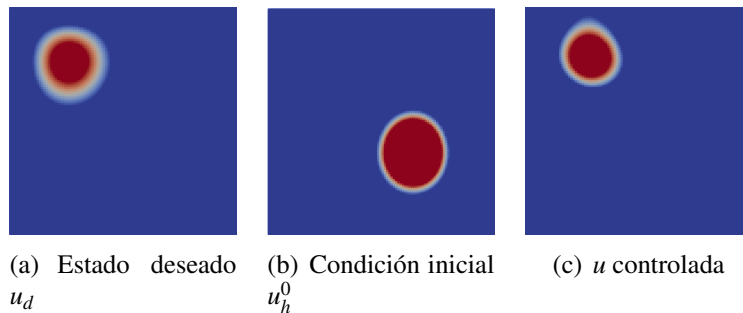 (a) Estado deseado
u_d
(b) Condición inicial
u_h^0
(c) u controlada